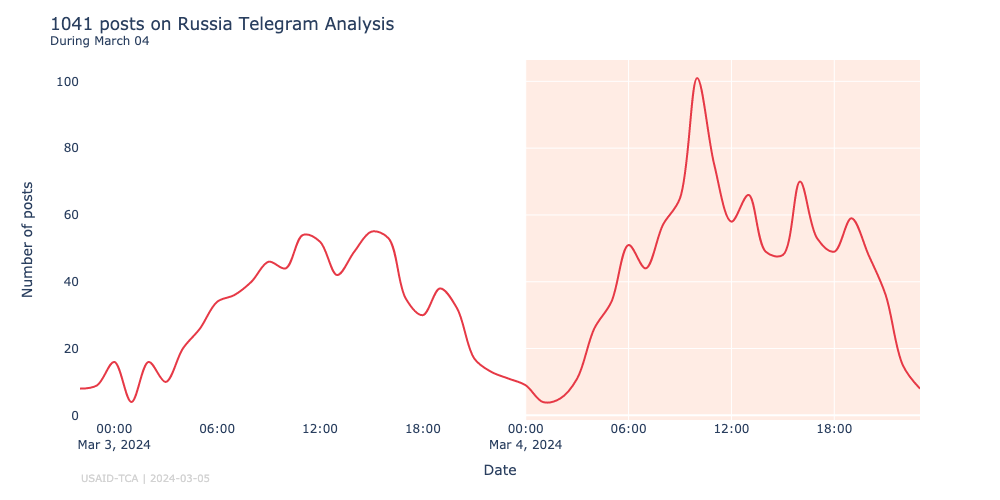 1041 posts on Russia Telegram Analysis
During March 04
Number of posts
100
80
60
40
20
0
00:00 06:00 12:00 18:00 00:00 06:00 12:00 18:00
Mar 3, 2024 Mar 4, 2024
Date
USAID-TCA | 2024-03-05